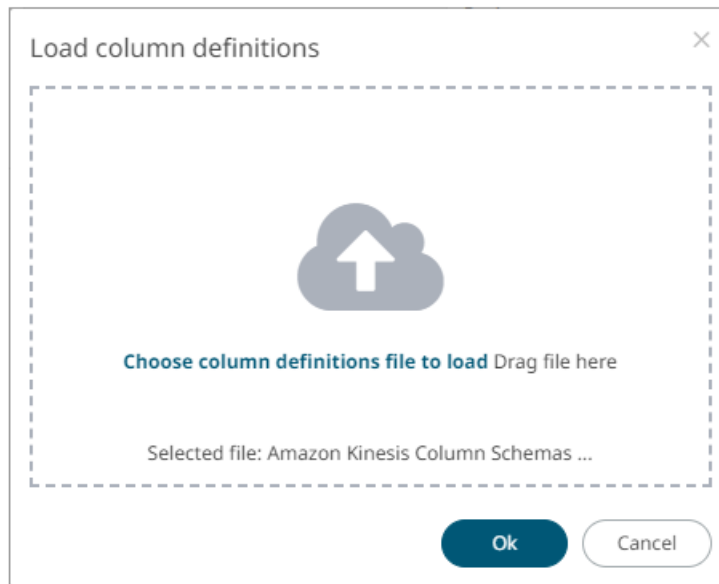 Load column definitions
Choose column definitions file to load Drag file here
Selected file: Amazon Kinesis Column Schemas ...
Ok
Cancel